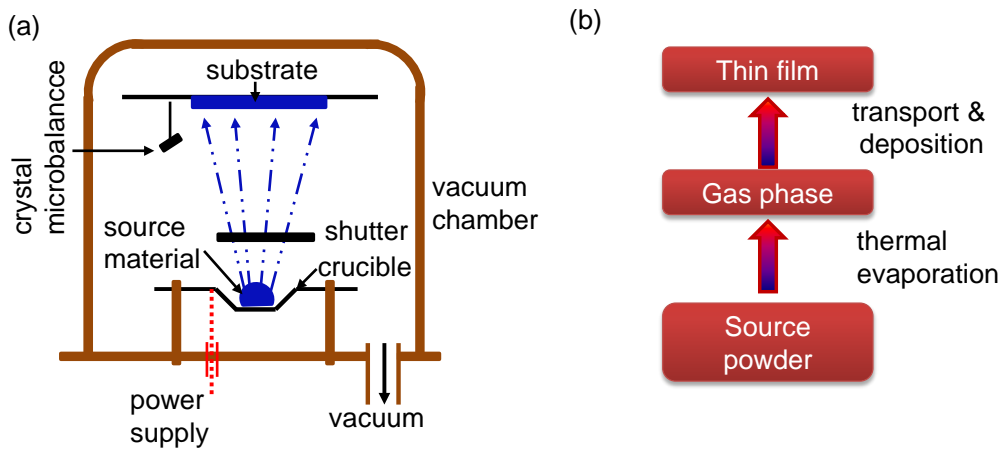 (a)
substrate
crystal
microbalancce
vacuum
chamber
source
material
shutter
crucible
power
supply
vacuum
(b)
Thin film
transport &
deposition
Gas phase
thermal
evaporation
Source
powder